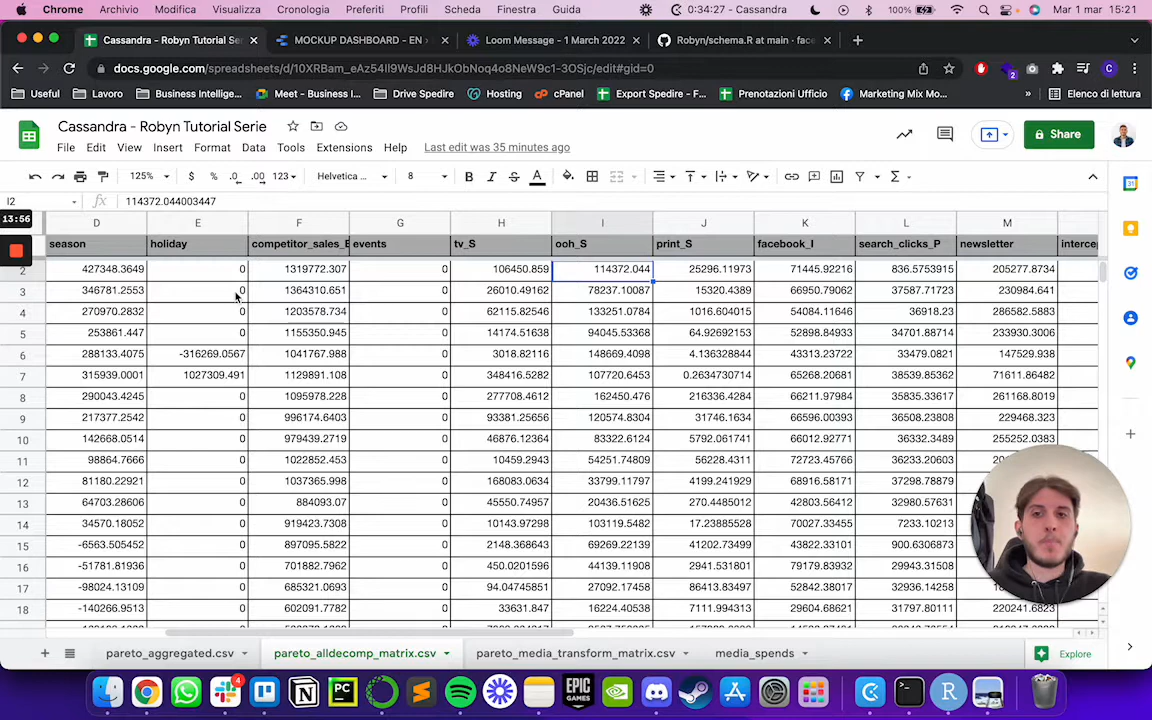 Chrome Archivio Modifica Visualizza Cronologia Preferiti Profili Scheda Finestra Guida 0:34:27 - Cassandra 100% Mar 1 mar 15:21
Cassandra - Robyn Tutorial Serie MOCKUP DASHBOARD - EN Loom Message - 1 March 2022 Robyn/schema.R at main · face
docs.google.com/spreadsheets/d/10XRBam_eAz54Il9WsJd8HJkObNoq4o8NeW9c1-3OSjc/edit#gid=0 2 C
Useful Lavoro Business Intellige... Meet - Business I... Drive Spedire Hosting cPanel Export Spedire - F... Prenotazioni Ufficio Marketing Mix Mo... » Elenco di lettura
Cassandra - Robyn Tutorial Serie
File Edit View Insert Format Data Tools Extensions Help Last edit was 35 minutes ago Share
125% $ % .0 .00 123 Helvetica ... 8 B I S A
I2 fx 114372.044003447
13:56
D E F G H I J K L M
season holiday competitor_sales_B events tv_S ooh_S print_S facebook_I search_clicks_P newsletter interce
2 427348.3649 0 1319772.307 0 106450.859 114372.044 25296.11973 71445.92216 836.5753915 205277.8734
3 346781.2553 0 1364310.651 0 26010.49162 78237.10087 15320.4389 66950.79062 37587.71723 230984.641
4 270970.2832 0 1203578.734 0 62115.82546 133251.0784 1016.604015 54084.11646 36918.23 286582.5883
5 253861.447 0 1155350.945 0 14174.51638 94045.53368 64.92692153 52898.84933 34701.88714 233930.3006
6 288133.4075 -316269.0567 1041767.988 0 3018.82116 148669.4098 4.136328844 43313.23722 33479.0821 147529.938
7 315939.0001 1027309.491 1129891.108 0 348416.5282 107720.6453 0.2634730714 65268.20681 38539.85362 71611.86482
8 290043.4245 0 1095978.228 0 277708.4612 162450.476 216336.4284 66211.97984 35835.33617 261168.8019
9 217377.2542 0 996174.6403 0 93381.25656 120574.8304 31746.1634 66596.00393 36508.23808 229468.323
10 142668.0514 0 979439.2719 0 46876.12364 83322.6124 5792.061741 66012.92771 36332.3489 255252.0383
11 98864.7666 0 1022852.453 0 10459.2943 54251.74809 56228.4311 72723.45766 36233.20603
12 81180.22921 0 1037365.998 0 168083.0634 33799.11797 4199.241929 68916.58171 37298.78879
13 64703.28606 0 884093.07 0 45550.74957 20436.51625 270.4485012 42803.56412 32980.57631
14 34570.18052 0 919423.7308 0 10143.97298 103119.5482 17.23885508 70027.33455 7233.10213
15 -6563.505452 0 897095.5822 0 2148.368643 69269.22139 41202.73499 43822.33101 900.6306873
16 -51781.81936 0 701882.7962 0 450.0201596 44139.11908 2941.531801 79179.83932 29943.31508
17 -98024.13109 0 685321.0693 0 94.04745851 27092.17458 86413.83497 52842.38017 32936.14258
18 -140266.9513 0 602091.7782 0 33631.847 16224.40538 7111.994313 29604.68621 31797.80111 220241.6823
pareto_aggregated.csv pareto_alldecomp_matrix.csv pareto_media_transform_matrix.csv media_spends Explore
4 PC EPIC GAMES R